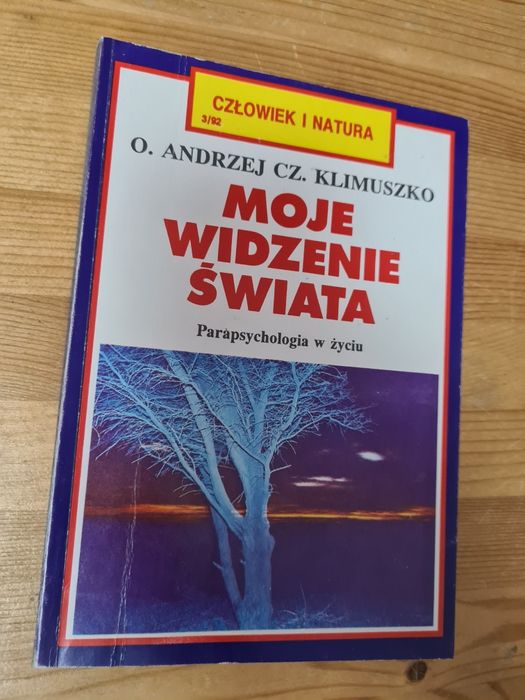 CZŁOWIEK I NATURA
3/92
O. ANDRZEJ CZ. KLIMUSZKO
MOJE
WIDZENIE
ŚWIATA
Parapsychologia w życiu